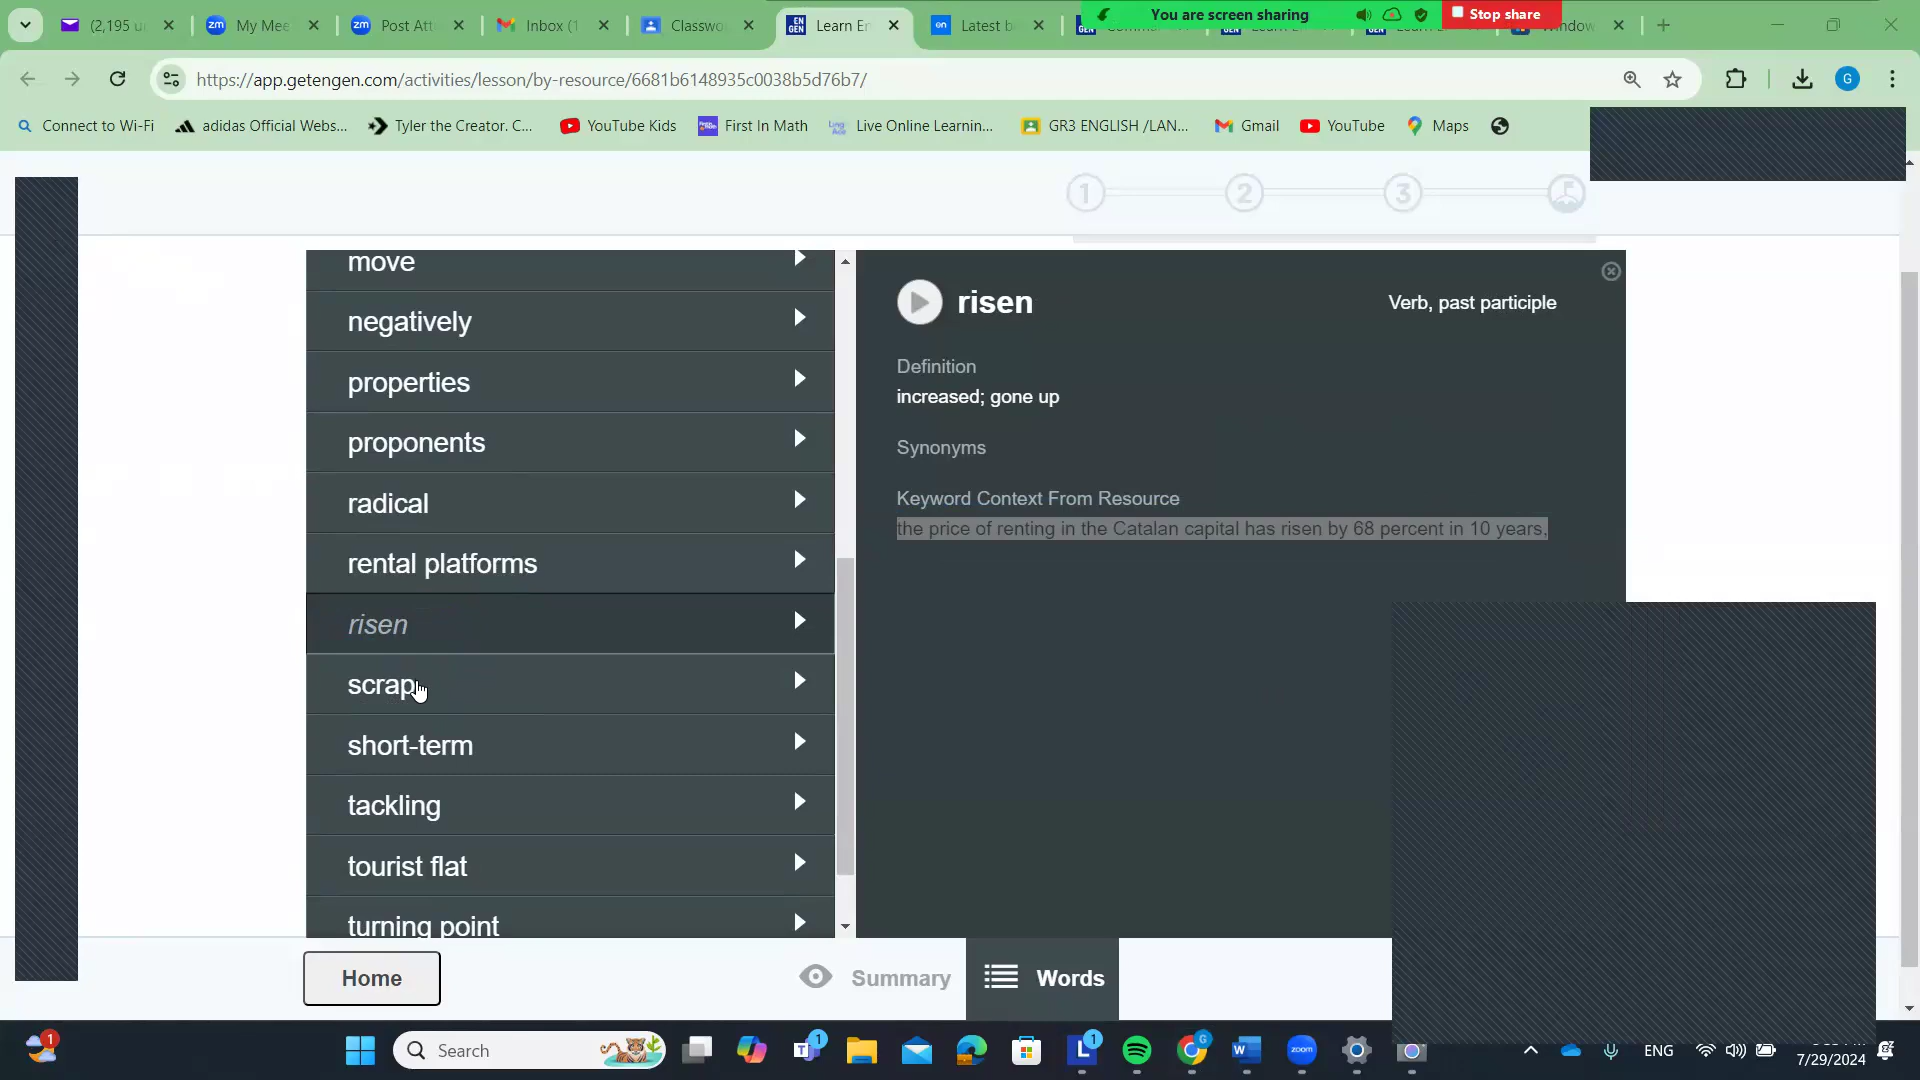 (2,195 u
My Mee
Post Att
Inbox (1
Classwo
Learn En
Latest b
You are screen sharing
Stop share
Window
https://app.getengen.com/activities/lesson/by-resource/6681b6148935c0038b5d76b7/
Connect to Wi-Fi
adidas Official Webs...
Tyler the Creator. C...
YouTube Kids
First In Math
Live Online Learnin...
GR3 ENGLISH /LAN...
Gmail
YouTube
Maps
1
2
3
move
negatively
properties
proponents
radical
rental platforms
risen
scrap
short-term
tackling
tourist flat
turning point
risen
Verb, past participle
Definition
increased; gone up
Synonyms
Keyword Context From Resource
the price of renting in the Catalan capital has risen by 68 percent in 10 years,
Home
Summary
Words
Search
ENG
7/29/2024